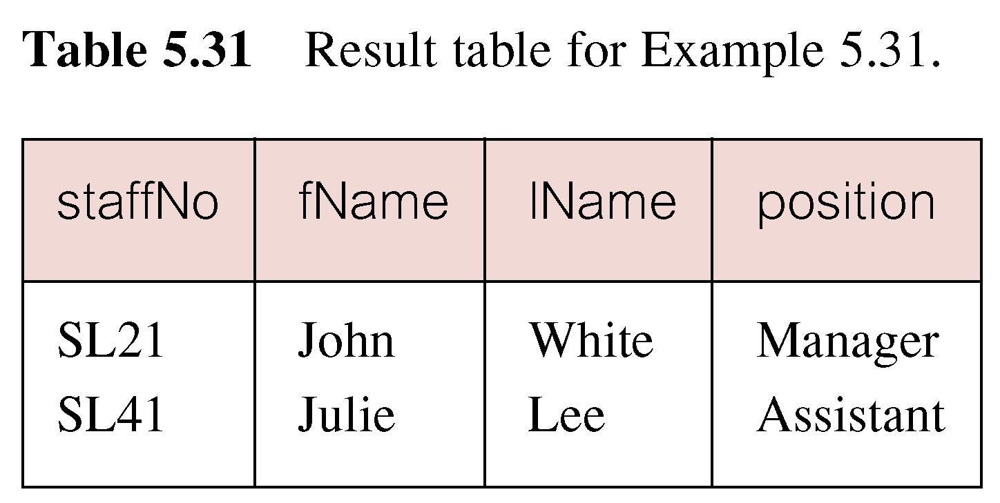 Table 5.31 Result table for Example 5.31.
staffNo fName lName position
SL21 John White Manager
SL41 Julie Lee Assistant